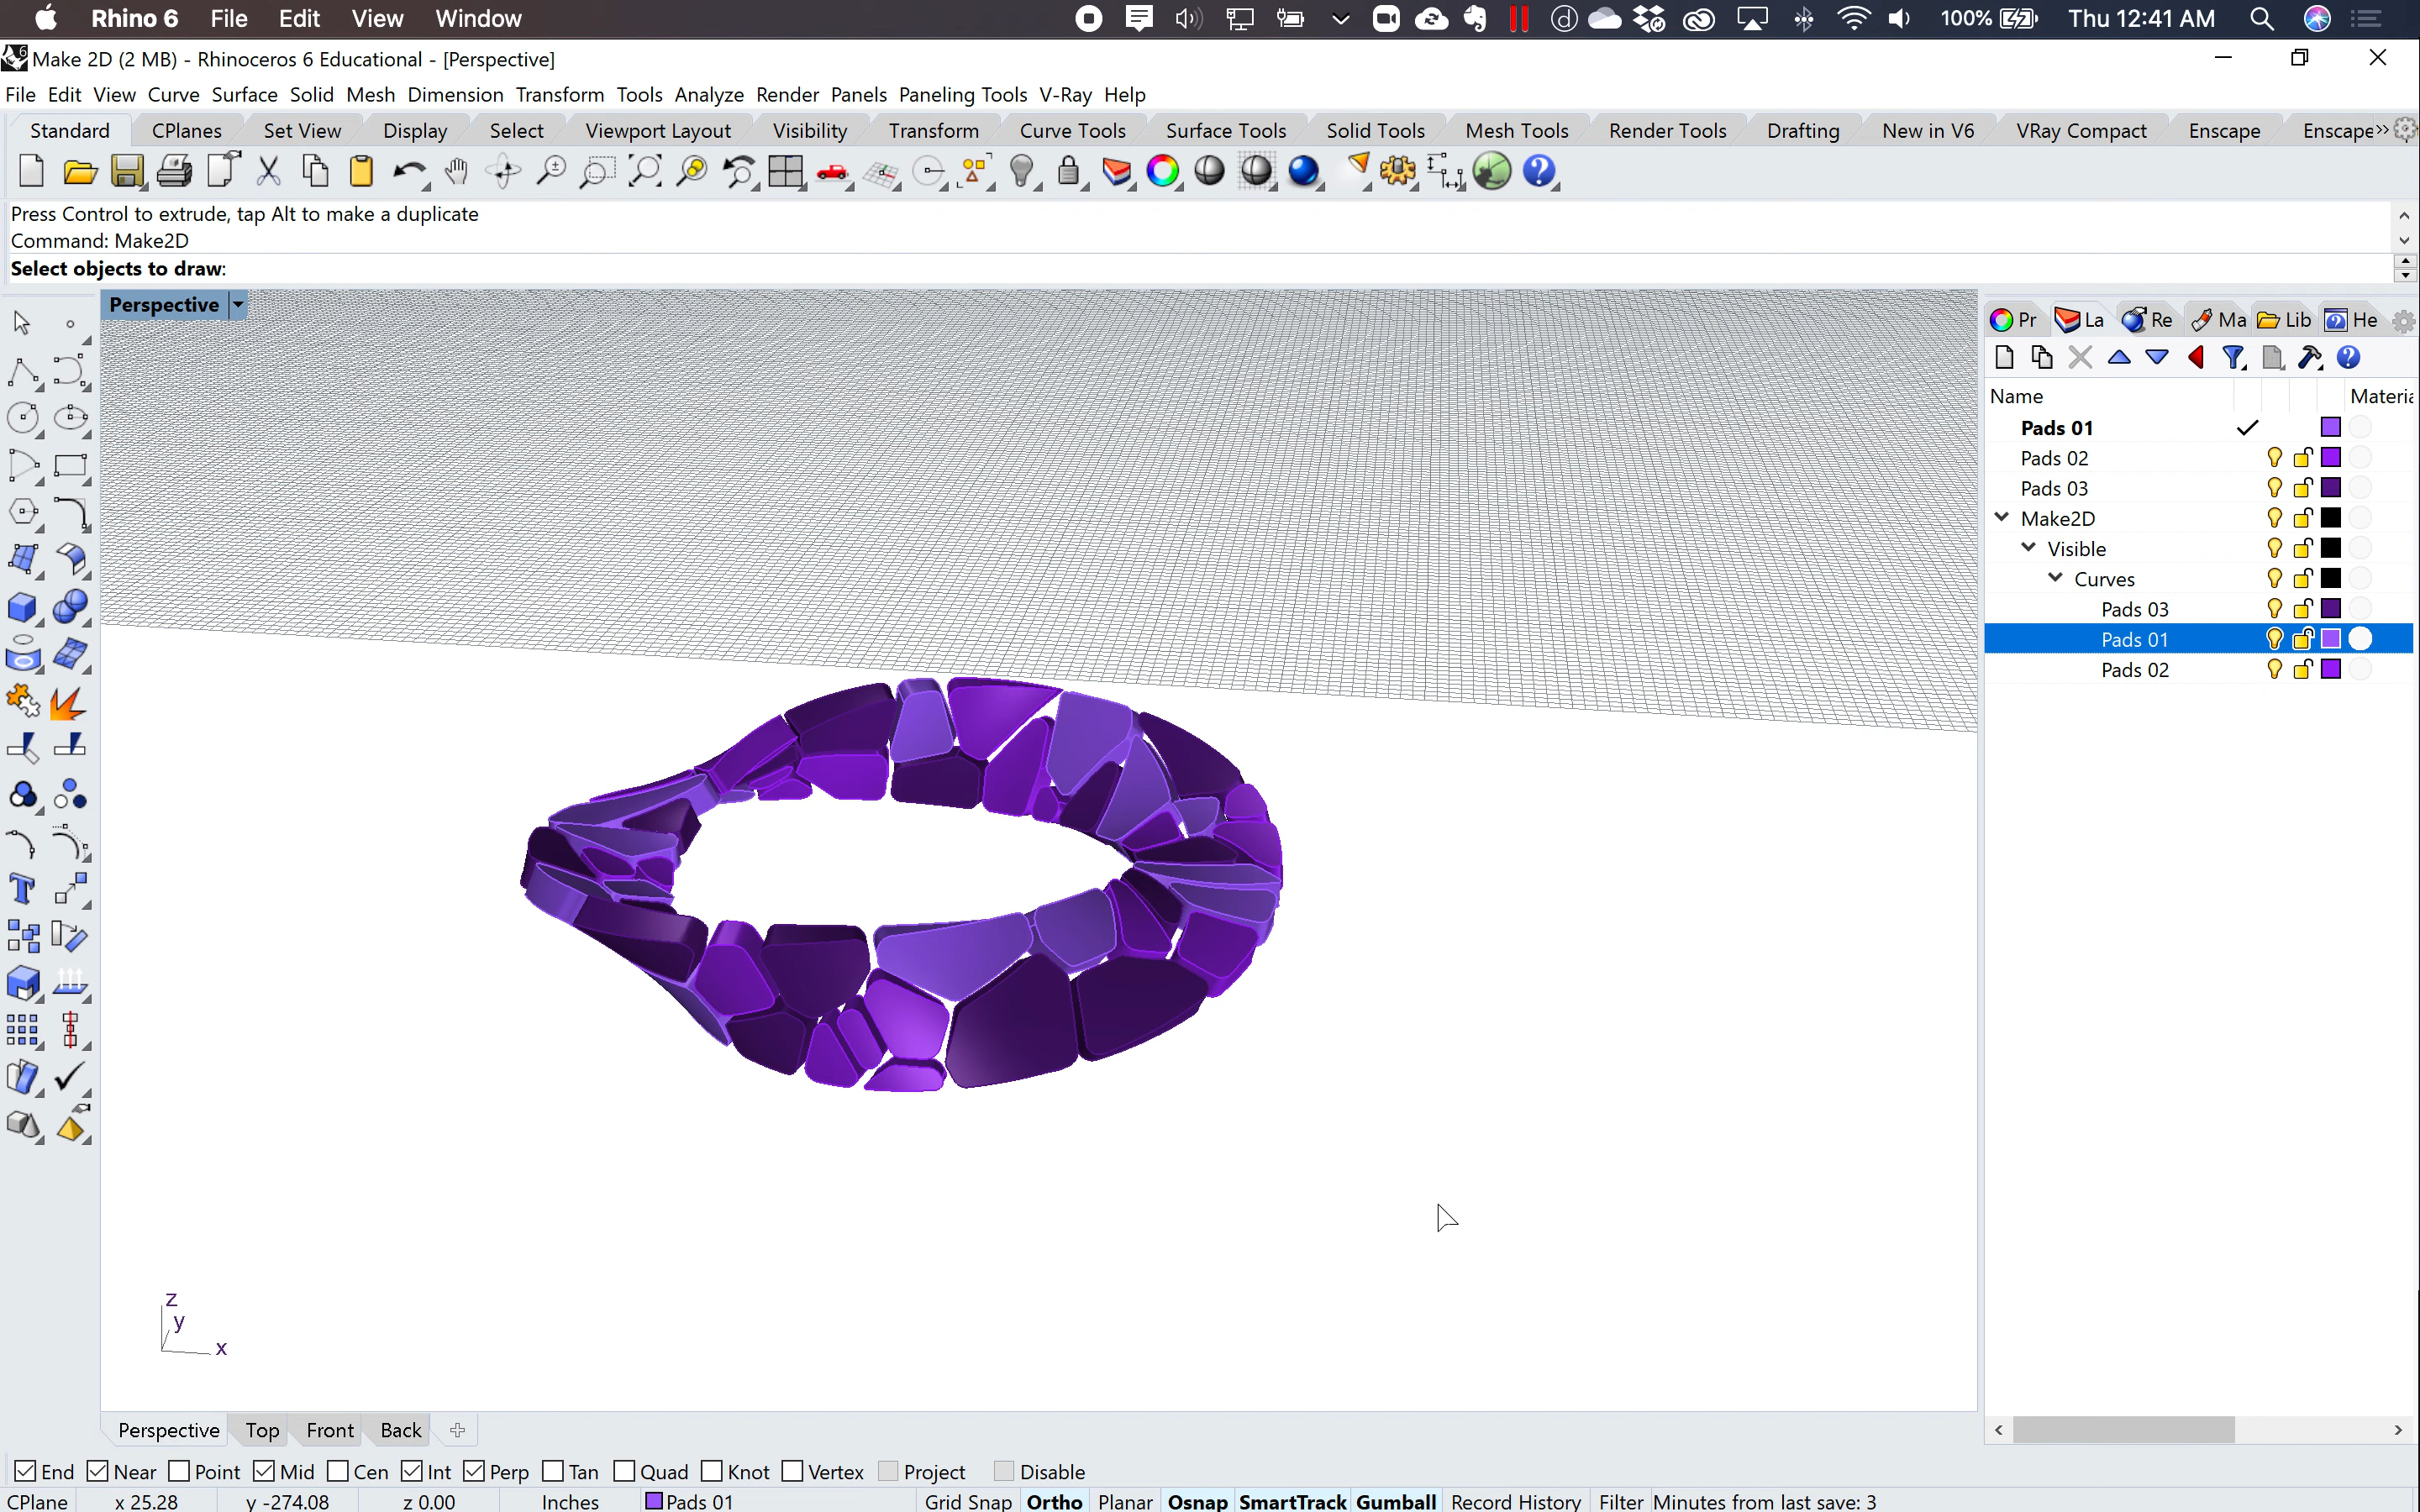 Rhino 6 File Edit View Window 100% Thu 12:41 AM
Make 2D (2 MB) - Rhinoceros 6 Educational - [Perspective]
File Edit View Curve Surface Solid Mesh Dimension Transform Tools Analyze Render Panels Paneling Tools V-Ray Help
Standard CPlanes Set View Display Select Viewport Layout Visibility Transform Curve Tools Surface Tools Solid Tools Mesh Tools Render Tools Drafting New in V6 VRay Compact Enscape Enscape»
Press Control to extrude, tap Alt to make a duplicate
Command: Make2D
Select objects to draw:
Perspective
Pr La Re Ma Lib He
Name Materia
Pads 01
Pads 02
Pads 03
Make2D
Visible
Curves
Pads 03
Pads 01
Pads 02
z
y
x
Perspective Top Front Back
End Near Point Mid Cen Int Perp Tan Quad Knot Vertex Project Disable
CPlane x 25.28 y -274.08 z 0.00 Inches Pads 01 Grid Snap Ortho Planar Osnap SmartTrack Gumball Record History Filter Minutes from last save: 3